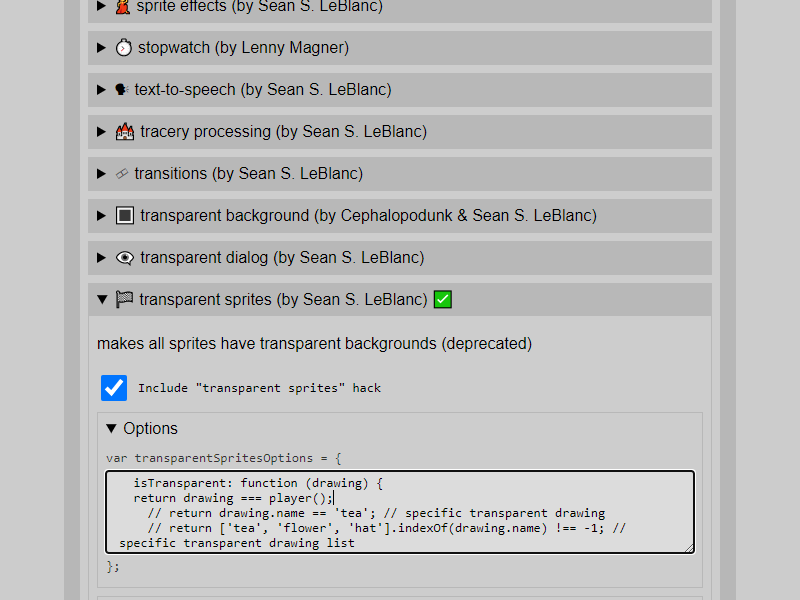 sprite effects (by Sean S. LeBlanc)
stopwatch (by Lenny Magner)
text-to-speech (by Sean S. LeBlanc)
tracery processing (by Sean S. LeBlanc)
transitions (by Sean S. LeBlanc)
transparent background (by Cephalopodunk & Sean S. LeBlanc)
transparent dialog (by Sean S. LeBlanc)
transparent sprites (by Sean S. LeBlanc)
makes all sprites have transparent backgrounds (deprecated)
Include "transparent sprites" hack
Options
var transparentSpritesOptions = {
isTransparent: function (drawing) {
return drawing === player();
// return drawing.name == 'tea'; // specific transparent drawing
// return ['tea', 'flower', 'hat'].indexOf(drawing.name) !== -1; //
specific transparent drawing list
};